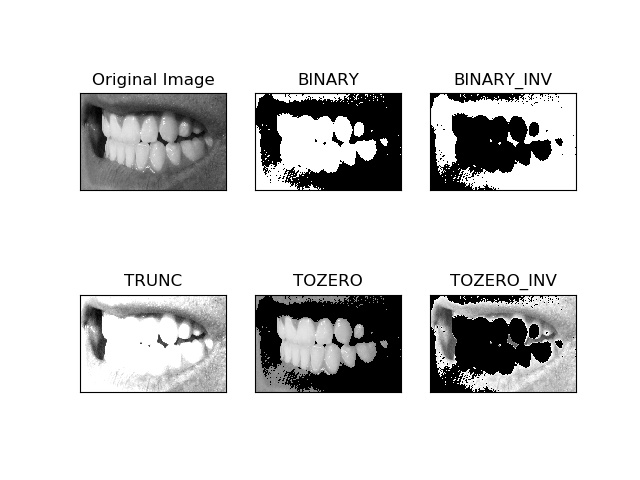 Original Image
BINARY
BINARY_INV
TRUNC
TOZERO
TOZERO_INV